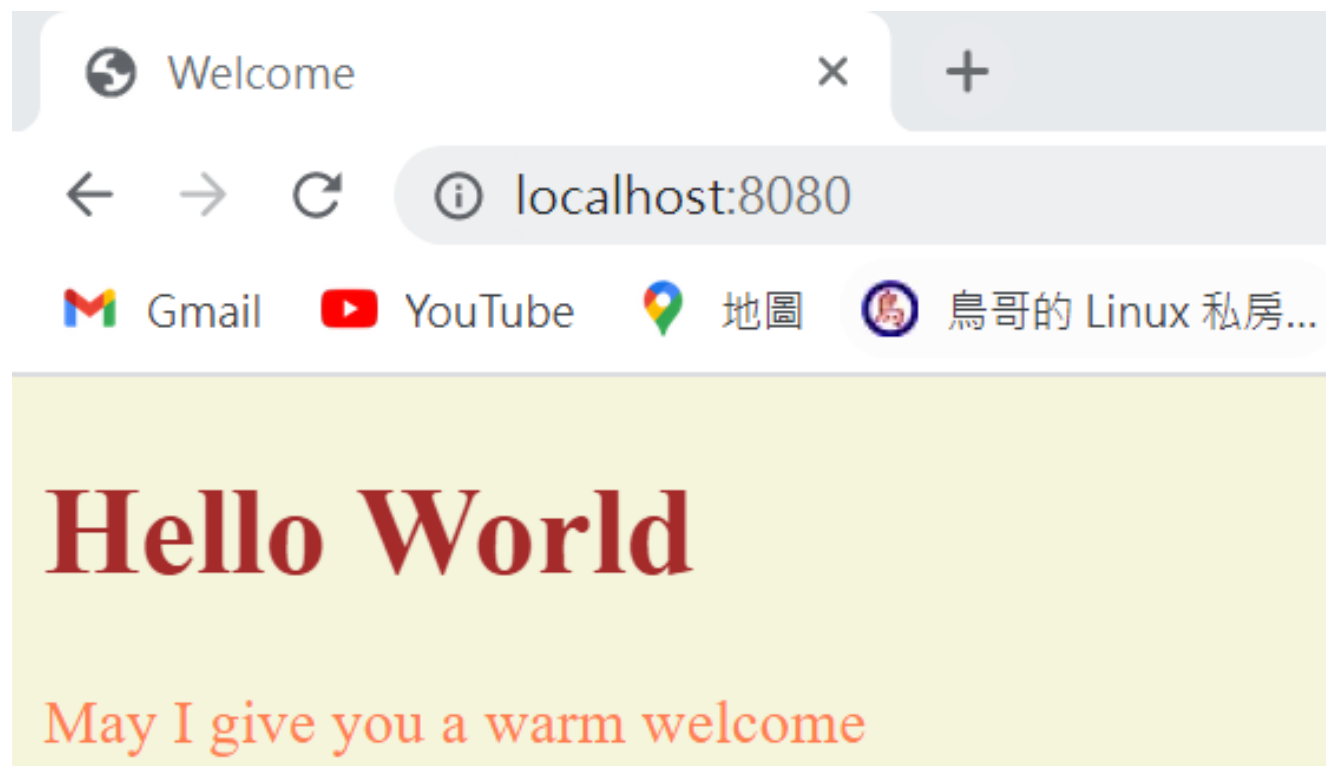 Welcome
localhost:8080
Gmail YouTube 地圖 鳥哥的 Linux 私房...
Hello World
May I give you a warm welcome